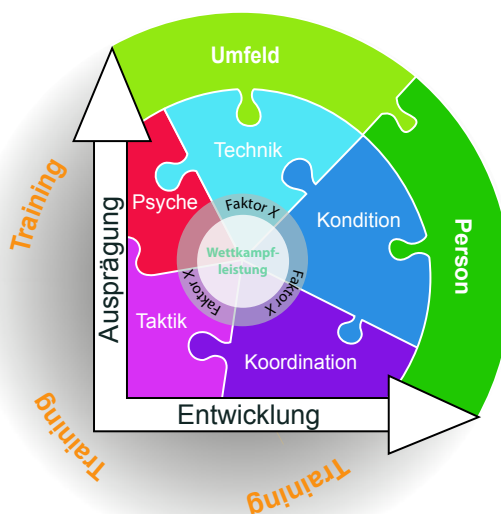 Umfeld
Technik
Training
Psyche
Faktor X
Kondition
Person
Ausprägung
Wettkampf-
leistung
Faktor X
Faktor X
Taktik
Koordination
Entwicklung
Training
Training